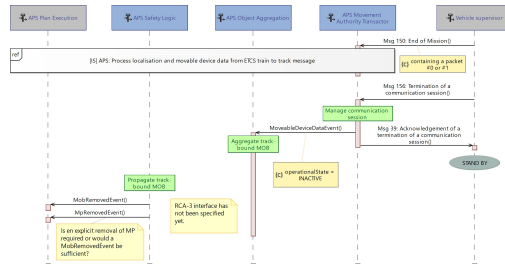 APS Plan Execution
APS Safety Logic
APS Object Aggregation
APS Movement
Authority Transactor
Vehicle supervisor
Msg 150: End of Mission()
ref
[IS] APS: Process localisation and movable device data from ETCS train to track message
{c} containing a packet
#0 or #1
Msg 156: Termination of a
communication session()
Manage communication
session
MoveableDeviceDataEvent()
Msg 39: Acknowledgement of a
termination of a communication
session()
Aggregate track
bound MOB
STAND BY
{c} operationalState =
INACTIVE
Propagate track
bound MOB
MobRemovedEvent()
RCA-3 interface has
not been specified
yet.
MpRemovedEvent()
Is en explicit removal of MP
required or would a
MobRemovedEvent be
sufficient?